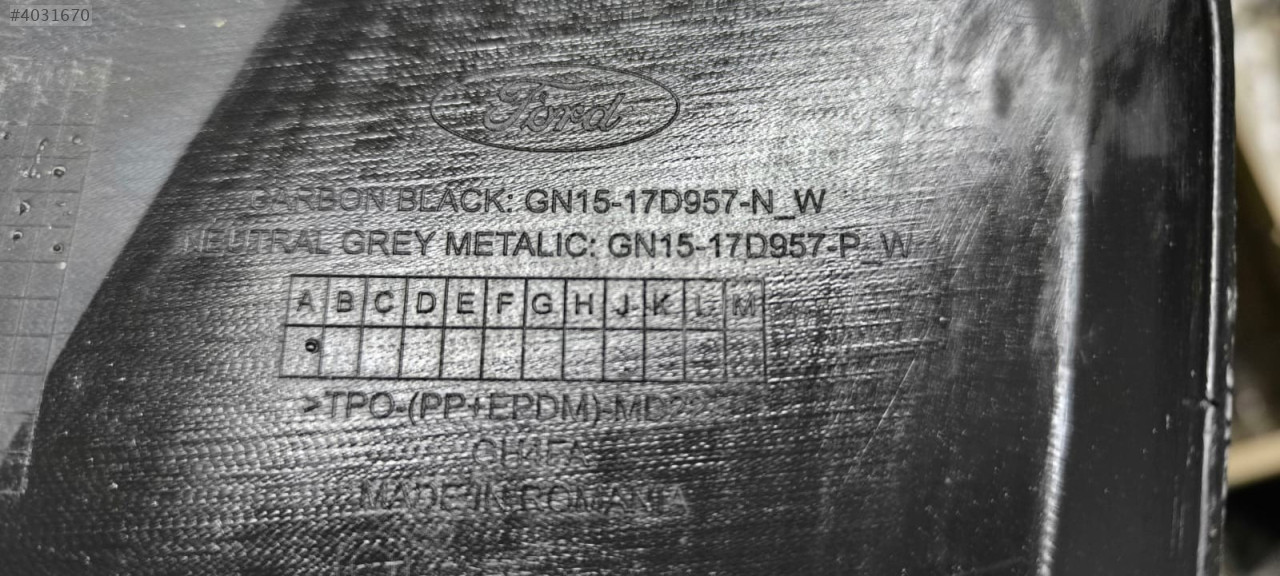 #4031670
Ford
CARBON BLACK: GN15-17D957-N_W
NEUTRAL GREY METALIC: GN15-17D957-P_W
A B C D E F G H J K L M
>TPO-(PP+EPDM)-
MADE IN ROMANIA